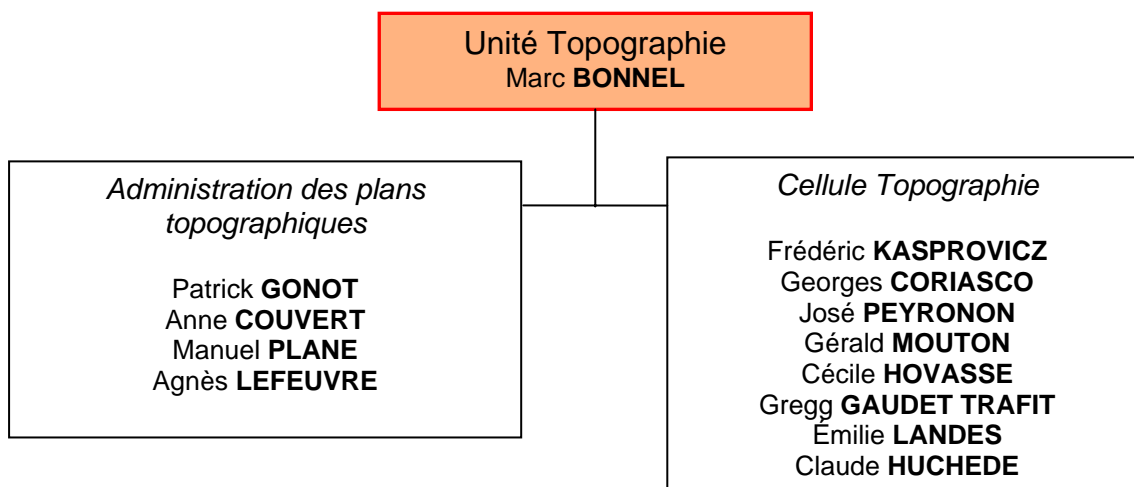 Unité Topographie
Marc BONNEL
Administration des plans
topographiques
Patrick GONOT
Anne COUVERT
Manuel PLANE
Agnès LEFEUVRE
Cellule Topographie
Frédéric KASPROVICZ
Georges CORIASCO
José PEYRONON
Gérald MOUTON
Cécile HOVASSE
Gregg GAUDET TRAFIT
Émilie LANDES
Claude HUCHEDE